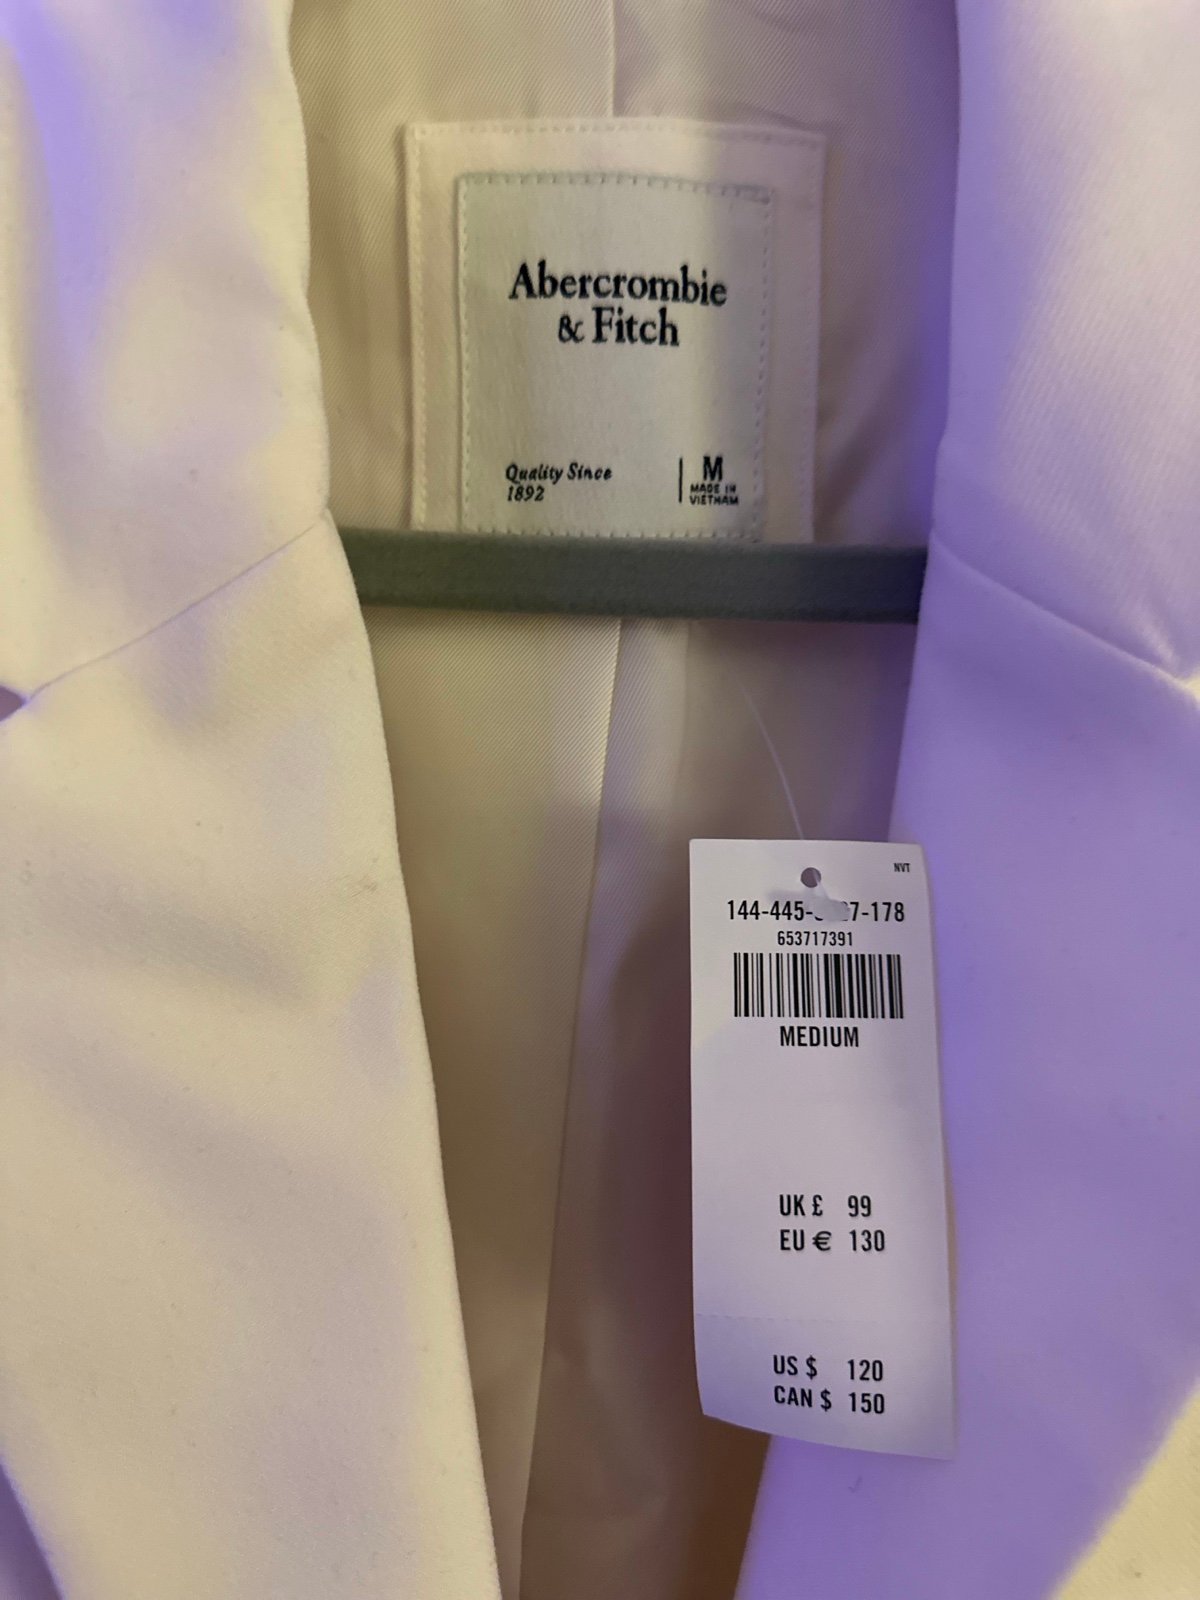 Abercrombie
& Fitch
Quality Since
1892
M
MADE IN
VIETNAM
NVT
653717391
MEDIUM
UK £ 99
EU € 130
US $ 120
CAN $ 150